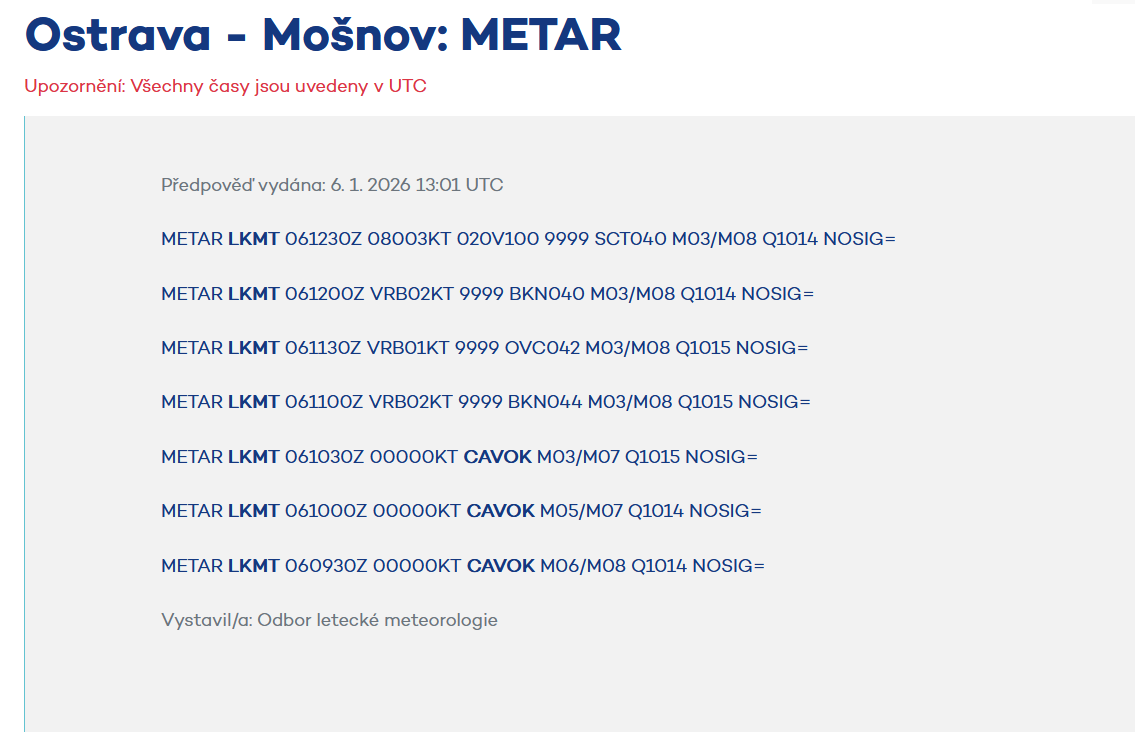 Ostrava - Mošnov: METAR
Upozornění: Všechny časy jsou uvedeny v UTC
Předpověď vydána: 6. 1. 2026 13:01 UTC
METAR LKMT 061230Z 08003KT 020V100 9999 SCT040 M03/M08 Q1014 NOSIG=
METAR LKMT 061200Z VRB02KT 9999 BKN040 M03/M08 Q1014 NOSIG=
METAR LKMT 061130Z VRB01KT 9999 OVC042 M03/M08 Q1015 NOSIG=
METAR LKMT 061100Z VRB02KT 9999 BKN044 M03/M08 Q1015 NOSIG=
METAR LKMT 061030Z 00000KT CAVOK M03/M07 Q1015 NOSIG=
METAR LKMT 061000Z 00000KT CAVOK M05/M07 Q1014 NOSIG=
METAR LKMT 060930Z 00000KT CAVOK M06/M08 Q1014 NOSIG=
Vystavil/a: Odbor letecké meteorologie